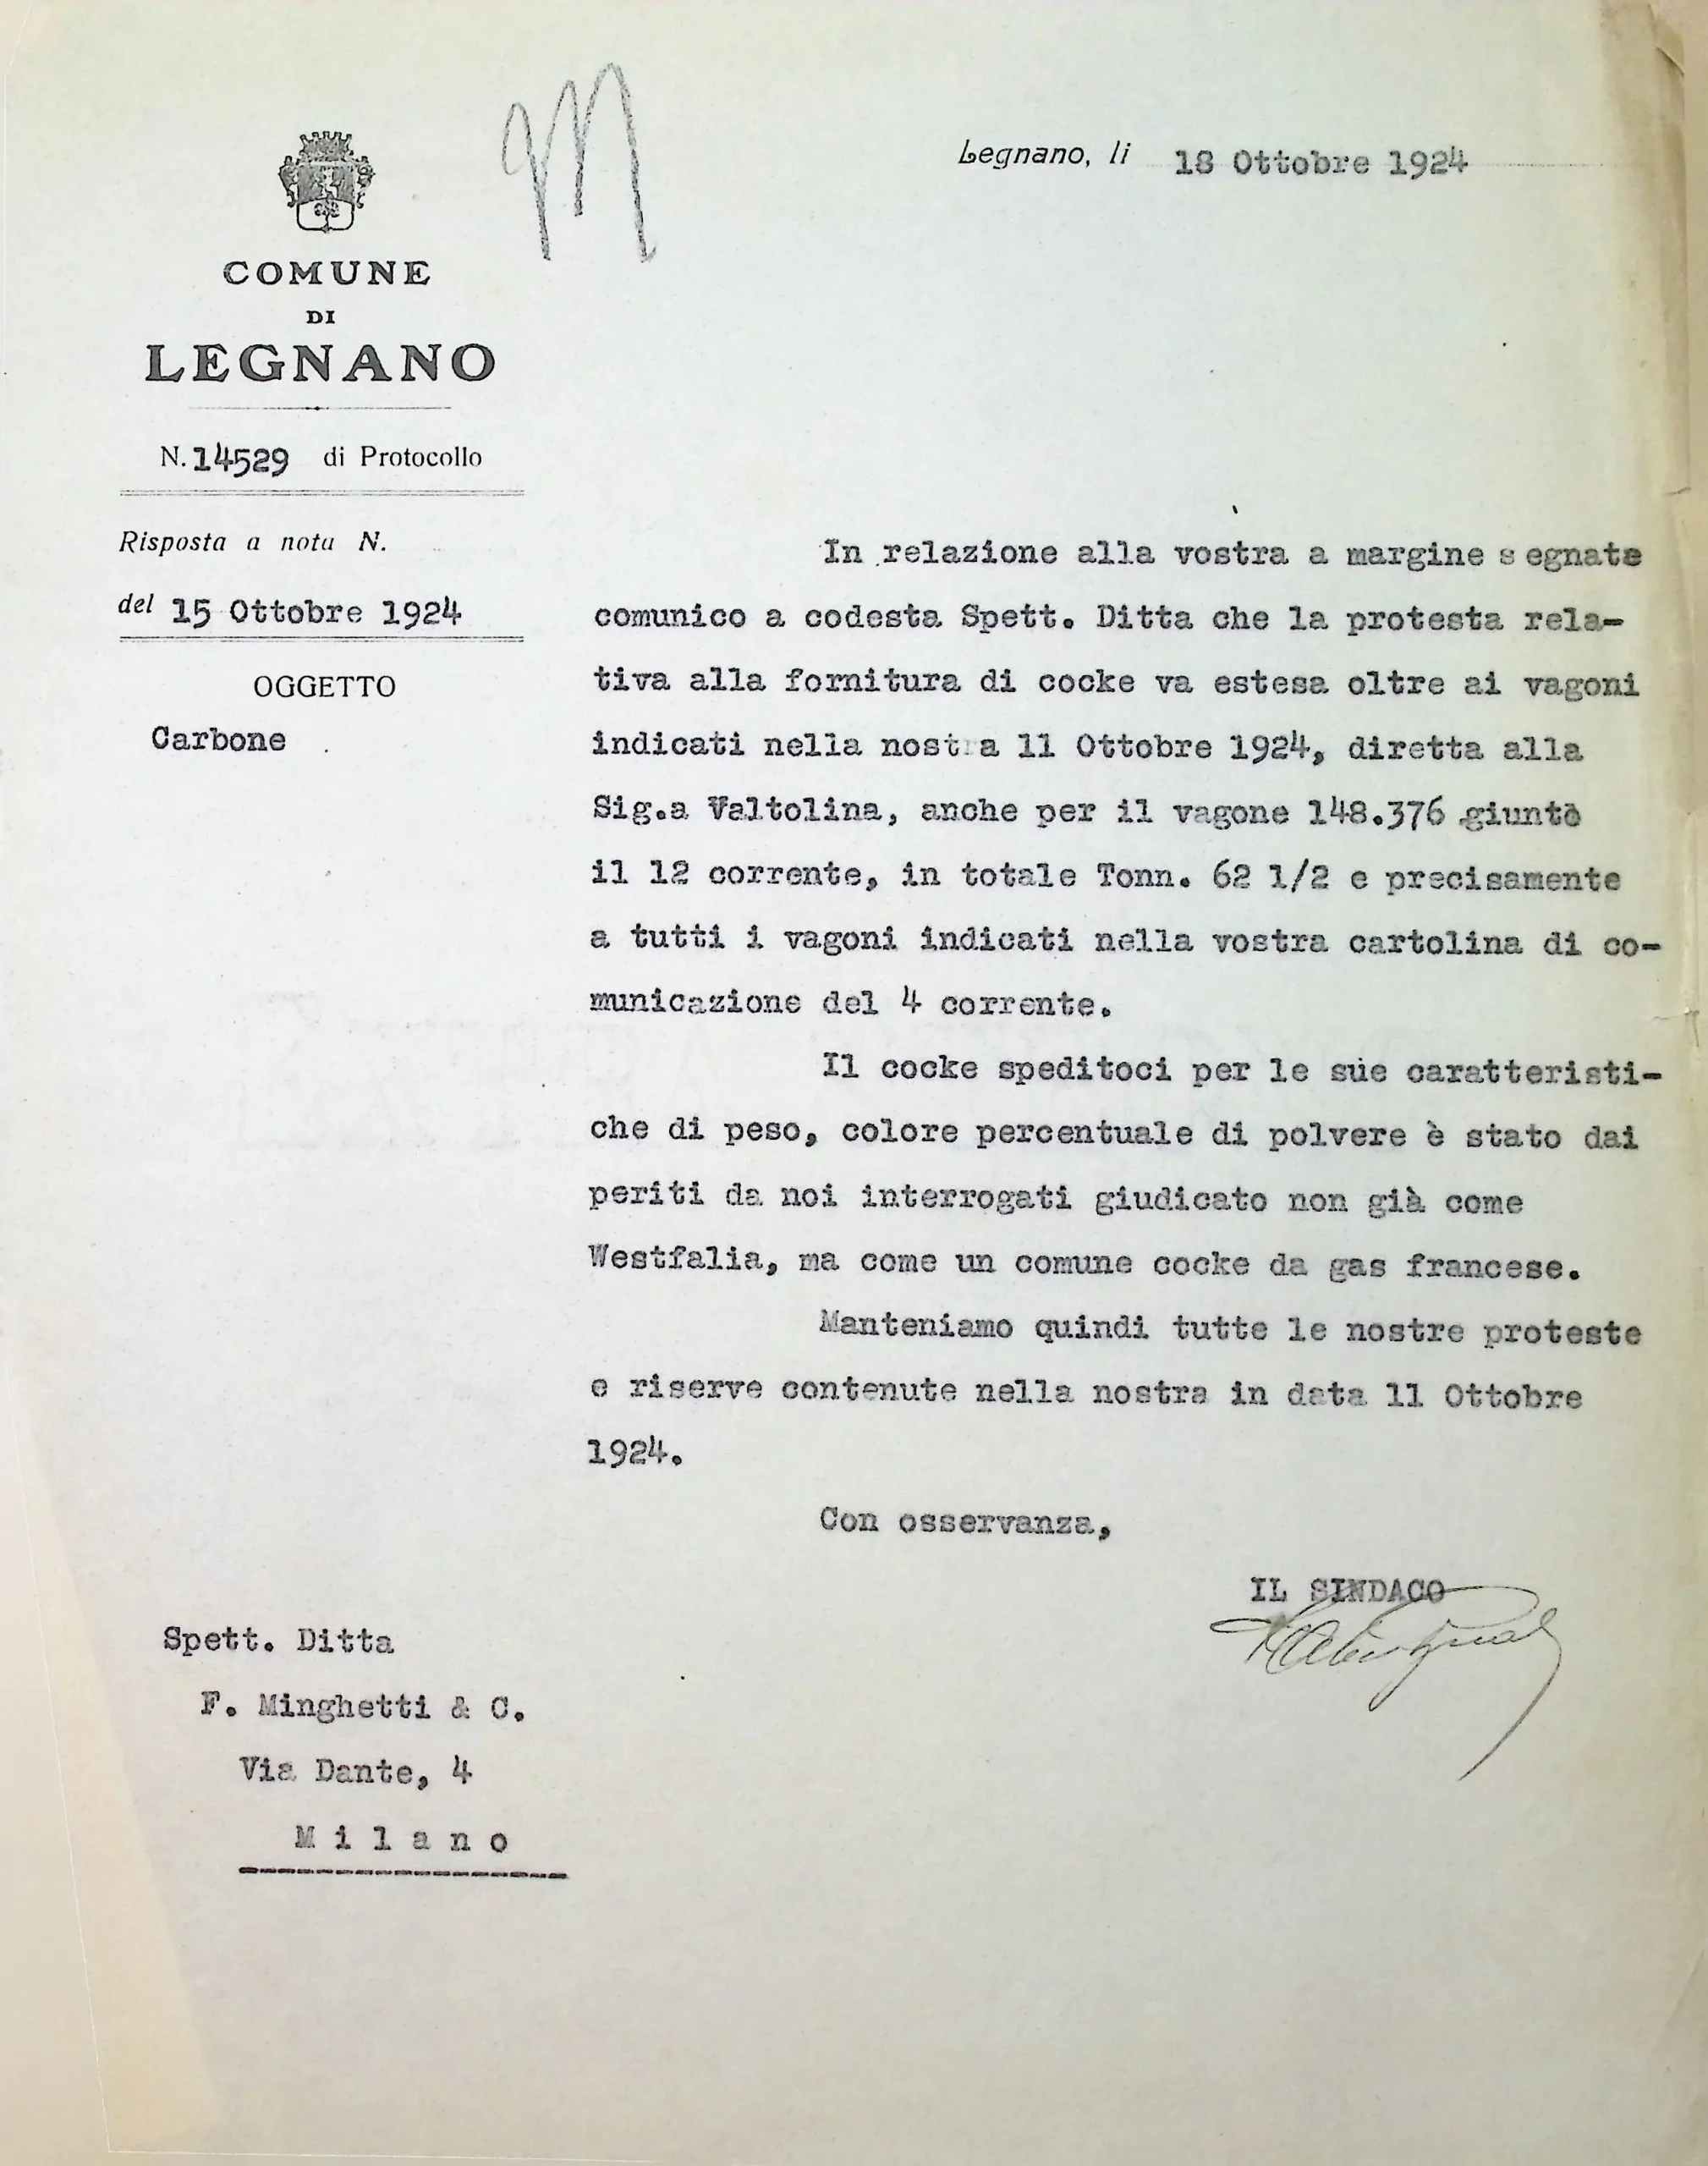 M
Legnano, li 18 Ottobre 1924
COMUNE
DI
LEGNANO
N. 14529 di Protocollo
Risposta a nota N.
del 15 Ottobre 1924
OGGETTO
Carbone
In relazione alla vostra a margine segnata
comunico a codesta Spett. Ditta che la protesta rela-
tiva alla fornitura di cocke va estesa oltre ai vagoni
indicati nella nostra 11 Ottobre 1924, diretta alla
Sig.a Valtolina, anche per il vagone 148.376 giunto
il 12 corrente, in totale Tonn. 62 1/2 e precisamente
a tutti i vagoni indicati nella vostra cartolina di co-
municazione del 4 corrente.
Il cocke speditoci per le sue caratteristi-
che di peso, colore percentuale di polvere è stato dai
periti da noi interrogati giudicato non già come
Westfalia, ma come un comune cocke da gas francese.
Manteniamo quindi tutte le nostre proteste
e riserve contenute nella nostra in data 11 Ottobre
1924.
Con osservanza,
IL SINDACO
Spett. Ditta
F. Minghetti & C.
Via Dante, 4
Milano